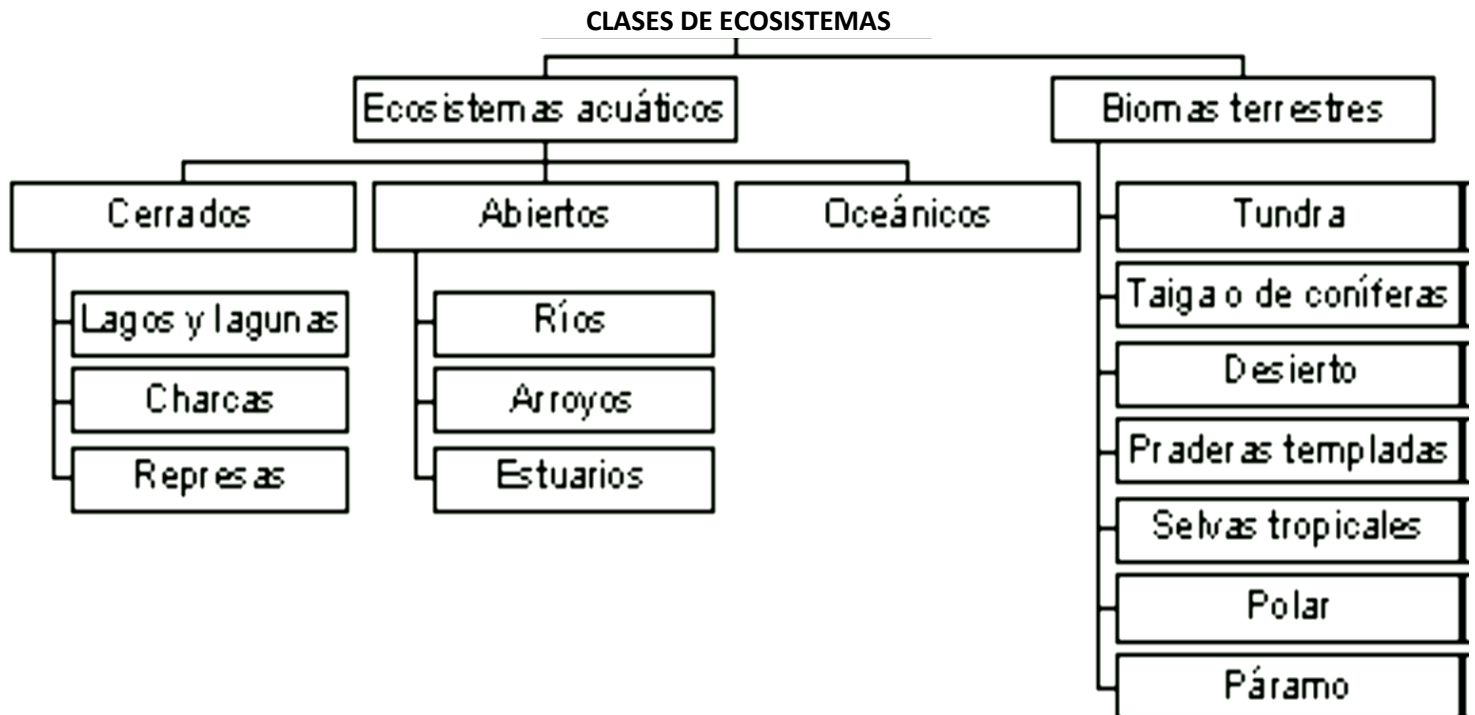 CLASES DE ECOSISTEMAS
Ecosistemas acuáticos
Biomas terrestres
Cerrados
Abiertos
Oceánicos
Tundra
Taiga o de coníferas
Lagos y lagunas
Ríos
Desierto
Charcas
Arroyos
Praderas templadas
Represas
Estuarios
Selvas tropicales
Polar
Páramo